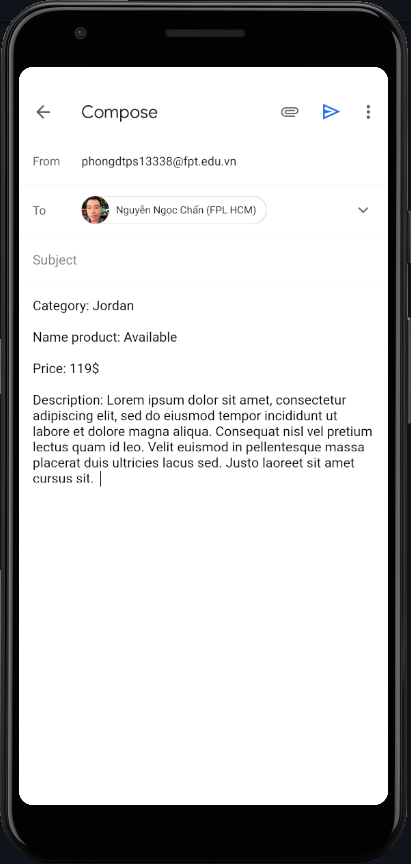 Compose
From phongdtps13338@fpt.edu.vn
To Nguyễn Ngọc Chấn (FPL HCM)
Subject
Category: Jordan
Name product: Available
Price: 119$
Description: Lorem ipsum dolor sit amet, consectetur
adipiscing elit, sed do eiusmod tempor incididunt ut
labore et dolore magna aliqua. Consequat nisl vel pretium
lectus quam id leo. Velit euismod in pellentesque massa
placerat duis ultricies lacus sed. Justo laoreet sit amet
cursus sit.